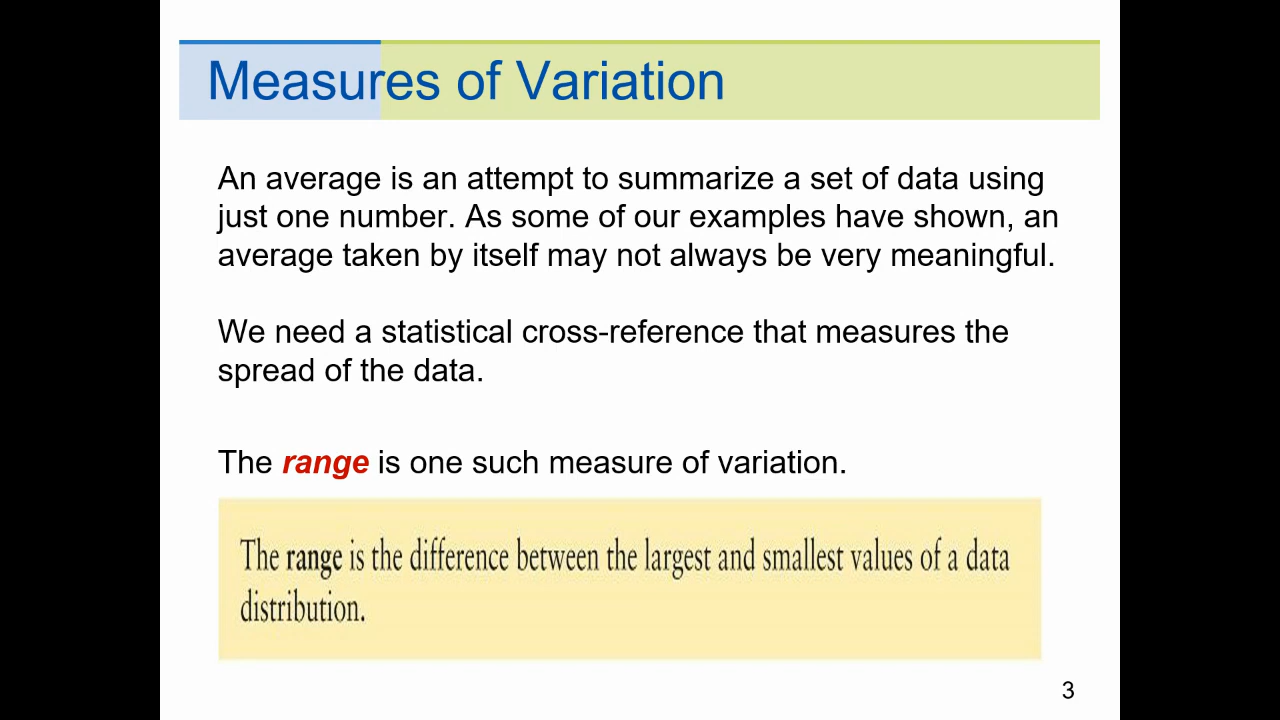 Measures of Variation
An average is an attempt to summarize a set of data using
just one number. As some of our examples have shown, an
average taken by itself may not always be very meaningful.
We need a statistical cross-reference that measures the
spread of the data.
The range is one such measure of variation.
The range is the difference between the largest and smallest values of a data
distribution.
3